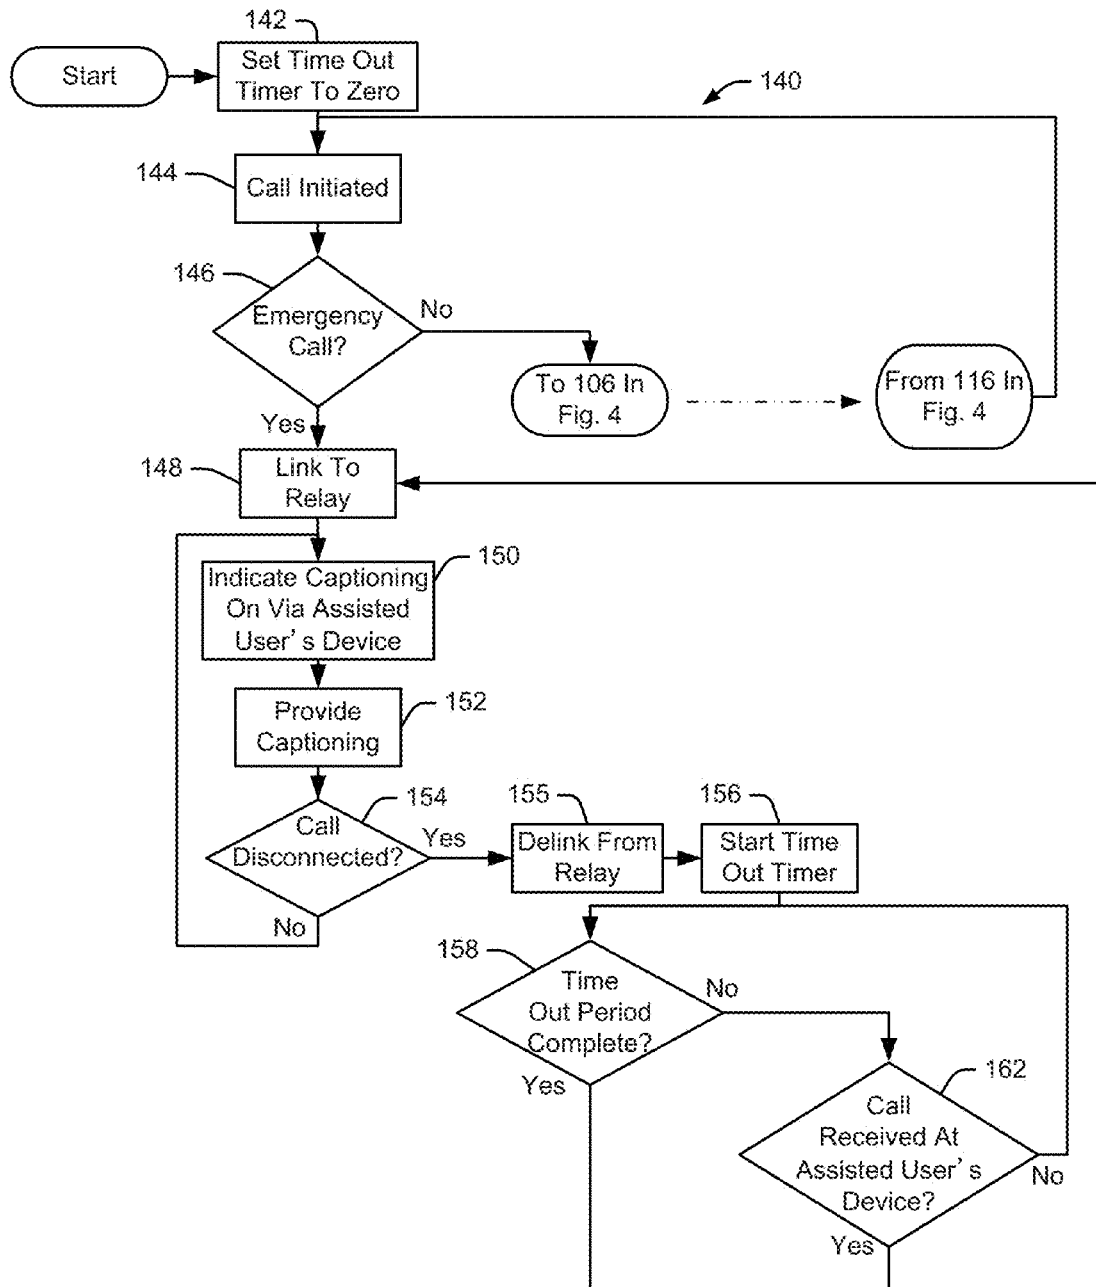 142
Start
Set Time Out
Timer To Zero
140
144
Call Initiated
146
Emergency
Call?
No
To 106 In
Fig. 4
From 116 In
Fig. 4
Yes
148
Link To
Relay
150
Indicate Captioning
On Via Assisted
User's Device
152
Provide
Captioning
154
Call
Disconnected?
Yes
No
155
Delink From
Relay
156
Start Time
Out Timer
158
Time
Out Period
Complete?
No
Yes
162
Call
Received At
Assisted User's
Device?
No
Yes